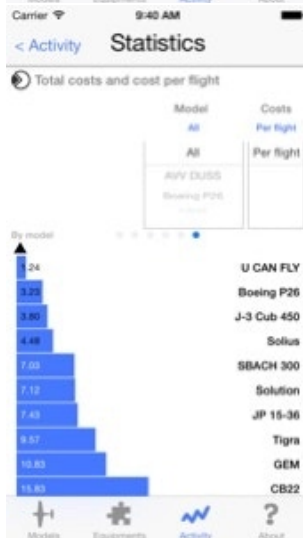 Carrier 9:40 AM
< Activity Statistics
Total costs and cost per flight
Model Costs
All Per flight
All Per flight
AVV DUSS
Boeing P26
By model
1.24 U CAN FLY
3.23 Boeing P26
3.80 J-3 Cub 450
4.48 Solius
7.03 SBACH 300
7.12 Solution
7.43 JP 15-36
9.57 Tigra
10.83 GEM
15.83 CB22
Models Equipments Activity About